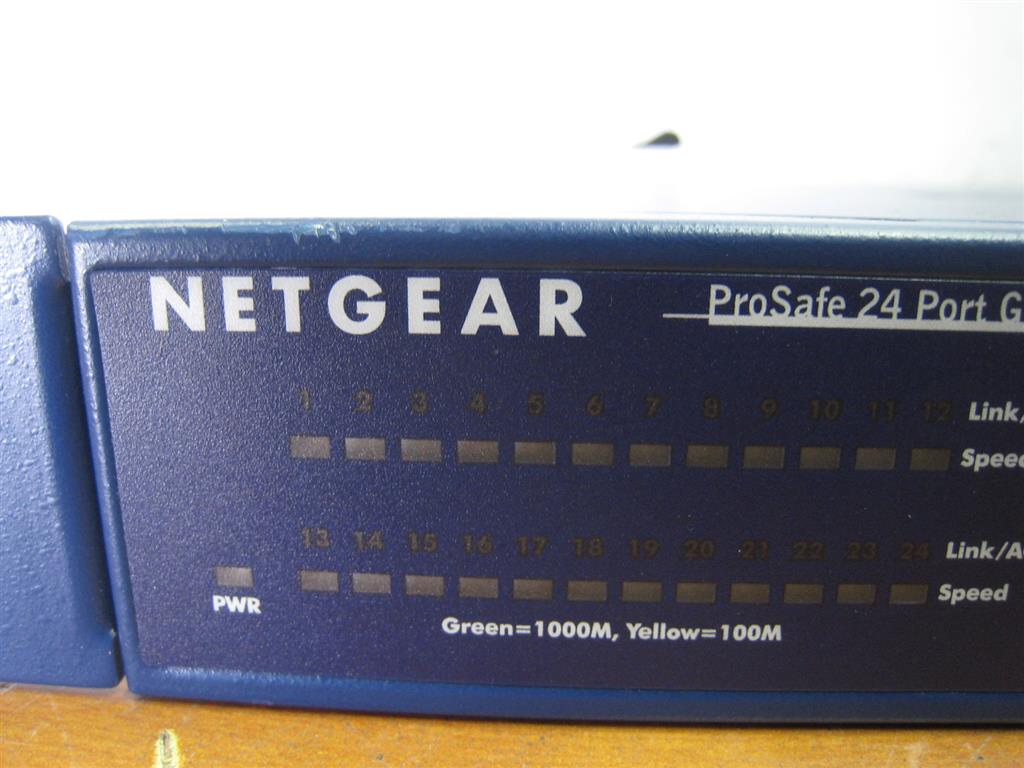 NETGEAR
ProSafe 24 Port G
1 2 3 4 5 6 7 8 9 10 11 12 Link/
Speed
13 14 15 16 17 18 19 20 21 22 23 24 Link/A
PWR
Speed
Green=1000M, Yellow=100M